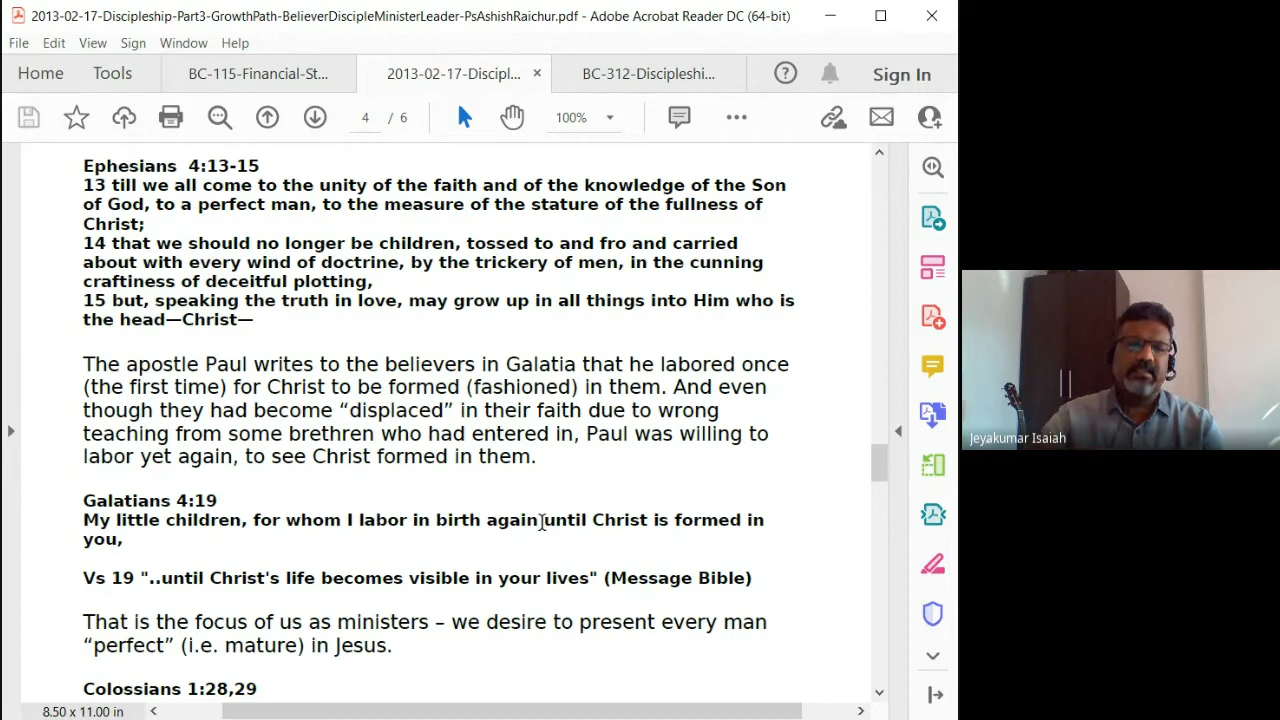 2013-02-17-Discipleship-Part3-GrowthPath-BelieverDiscipleMinisterLeader-PsAshishRaichur.pdf - Adobe Acrobat Reader DC (64-bit)
File Edit View Sign Window Help
Home Tools BC-115-Financial-St... 2013-02-17-Discipl... × BC-312-Discipleshi... Sign In
4 / 6 100%
Ephesians 4:13-15
13 till we all come to the unity of the faith and of the knowledge of the Son
of God, to a perfect man, to the measure of the stature of the fullness of
Christ;
14 that we should no longer be children, tossed to and fro and carried
about with every wind of doctrine, by the trickery of men, in the cunning
craftiness of deceitful plotting,
15 but, speaking the truth in love, may grow up in all things into Him who is
the head—Christ—
The apostle Paul writes to the believers in Galatia that he labored once
(the first time) for Christ to be formed (fashioned) in them. And even
though they had become “displaced” in their faith due to wrong
teaching from some brethren who had entered in, Paul was willing to
labor yet again, to see Christ formed in them.
Galatians 4:19
My little children, for whom I labor in birth again until Christ is formed in
you,
Vs 19 "..until Christ's life becomes visible in your lives" (Message Bible)
That is the focus of us as ministers – we desire to present every man
“perfect” (i.e. mature) in Jesus.
Colossians 1:28,29
8.50 x 11.00 in
Jeyakumar Isaiah